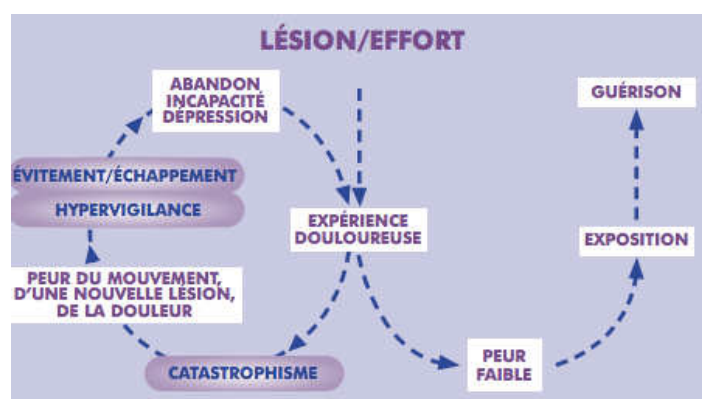 LÉSION/EFFORT
ABANDON
INCAPACITÉ
DÉPRESSION
GUÉRISON
ÉVITEMENT/ÉCHAPPEMENT
HYPERVIGILANCE
EXPÉRIENCE
DOULOUREUSE
EXPOSITION
PEUR DU MOUVEMENT,
D'UNE NOUVELLE LÉSION,
DE LA DOULEUR
CATASTROPHISME
PEUR
FAIBLE